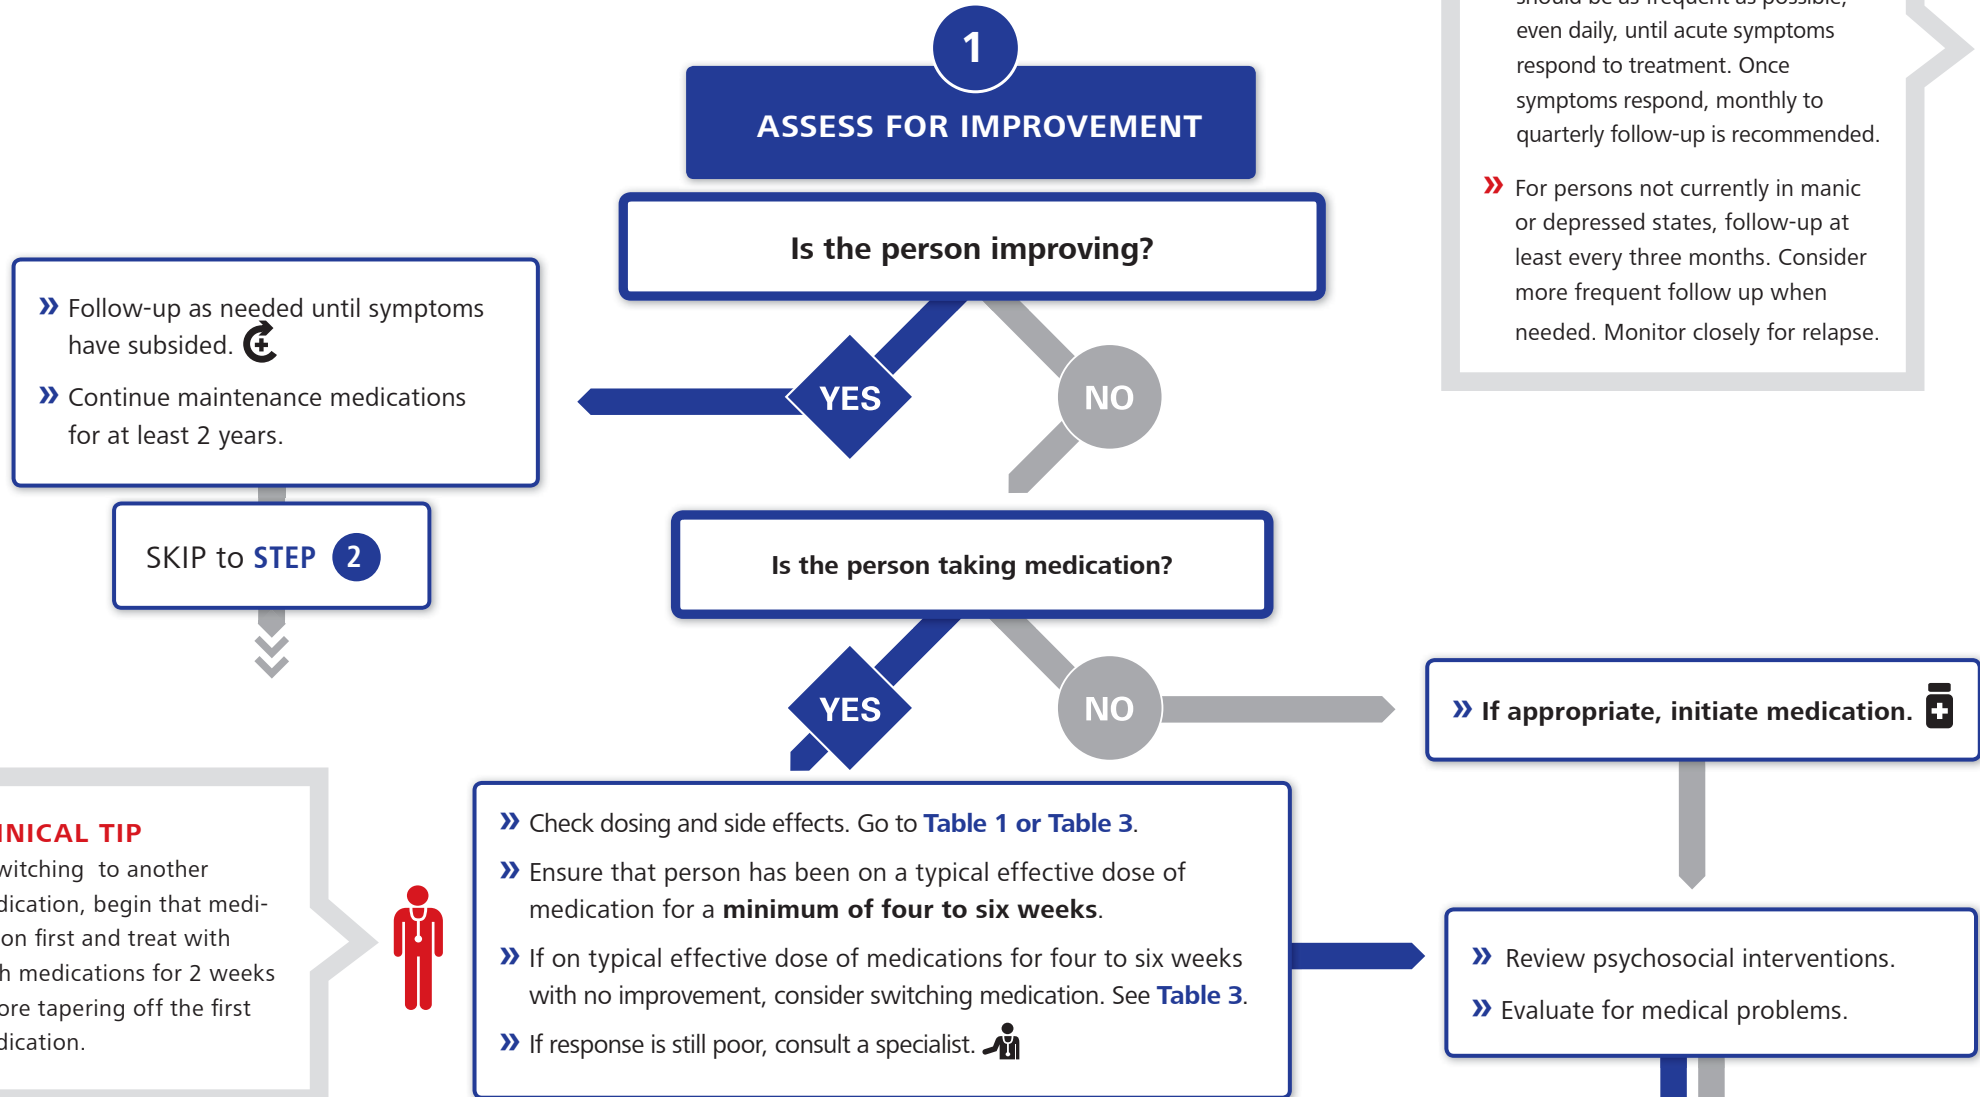 1
ASSESS FOR IMPROVEMENT
should be as frequent as possible,
even daily, until acute symptoms
respond to treatment. Once
symptoms respond, monthly to
quarterly follow-up is recommended.
» For persons not currently in manic
or depressed states, follow-up at
least every three months. Consider
more frequent follow up when
needed. Monitor closely for relapse.
Is the person improving?
YES
NO
» Follow-up as needed until symptoms
have subsided.
» Continue maintenance medications
for at least 2 years.
SKIP to STEP 2
Is the person taking medication?
YES
NO
» If appropriate, initiate medication.
INICAL TIP
witching to another
dication, begin that medi-
on first and treat with
h medications for 2 weeks
ore tapering off the first
dication.
» Check dosing and side effects. Go to Table 1 or Table 3.
» Ensure that person has been on a typical effective dose of
medication for a minimum of four to six weeks.
» If on typical effective dose of medications for four to six weeks
with no improvement, consider switching medication. See Table 3.
» If response is still poor, consult a specialist.
» Review psychosocial interventions.
» Evaluate for medical problems.